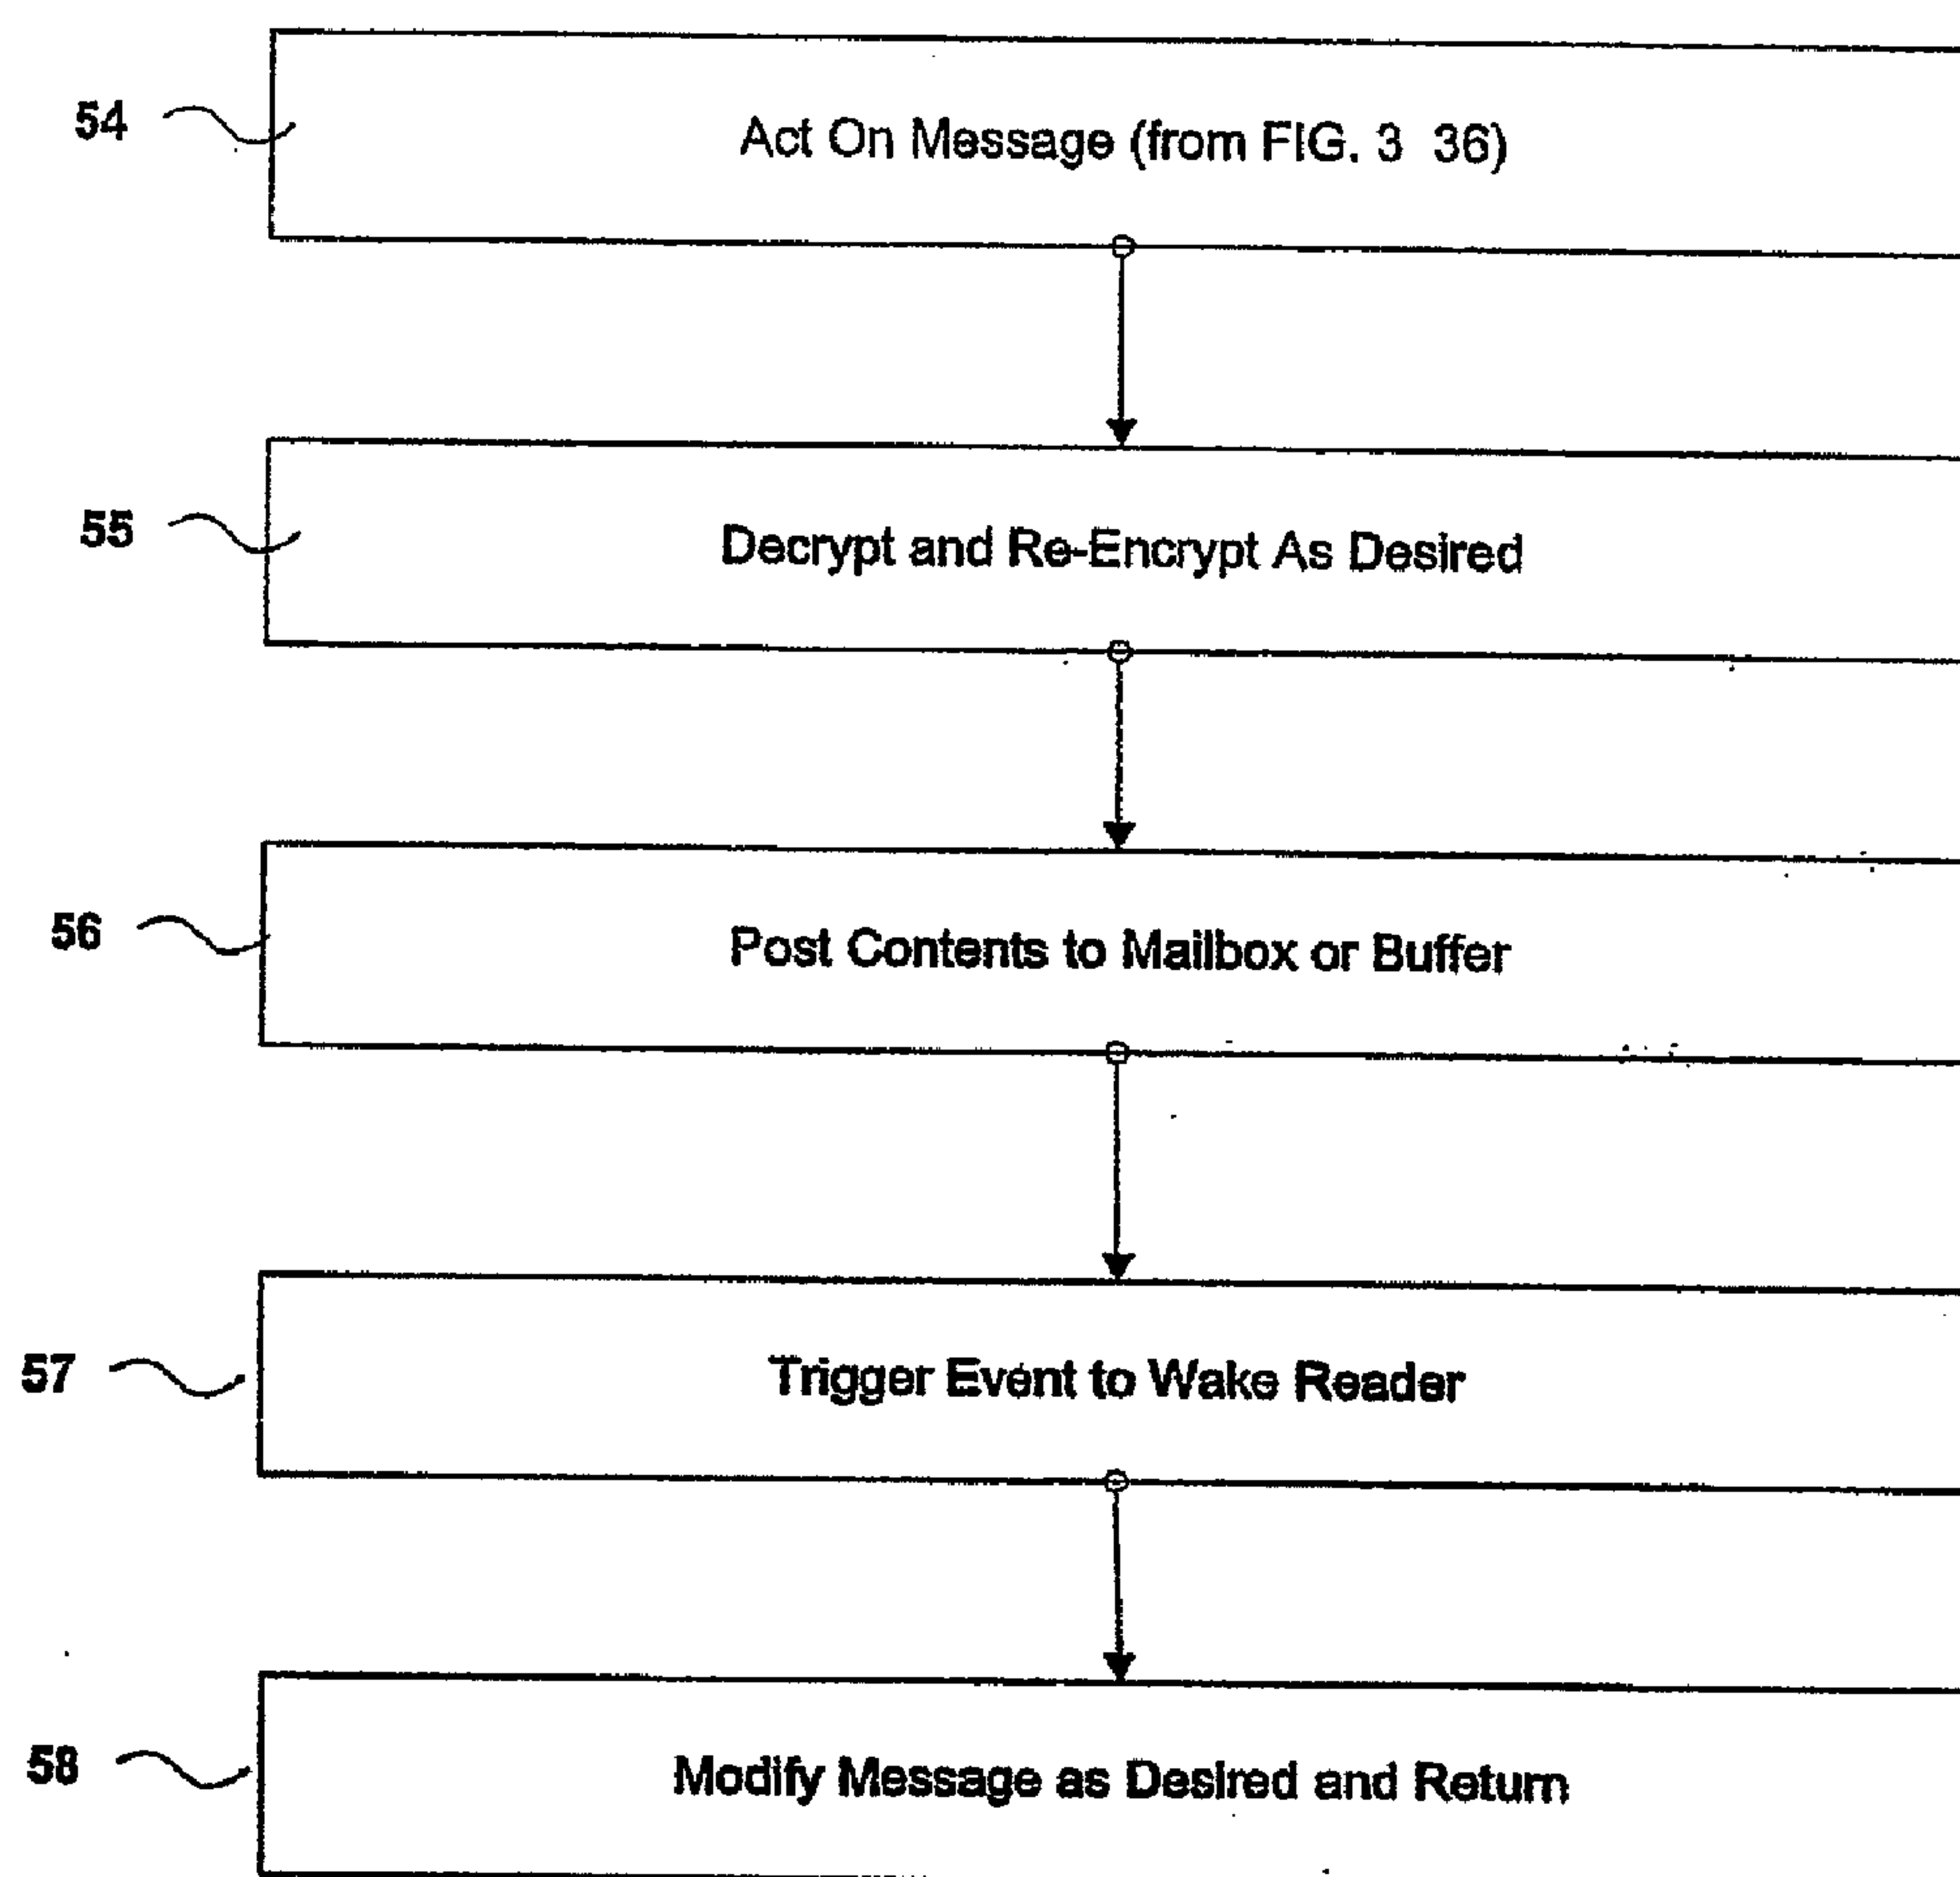 54 Act On Message (from FIG. 3 36)
55 Decrypt and Re-Encrypt As Desired
56 Post Contents to Mailbox or Buffer
57 Trigger Event to Wake Reader
58 Modify Message as Desired and Return